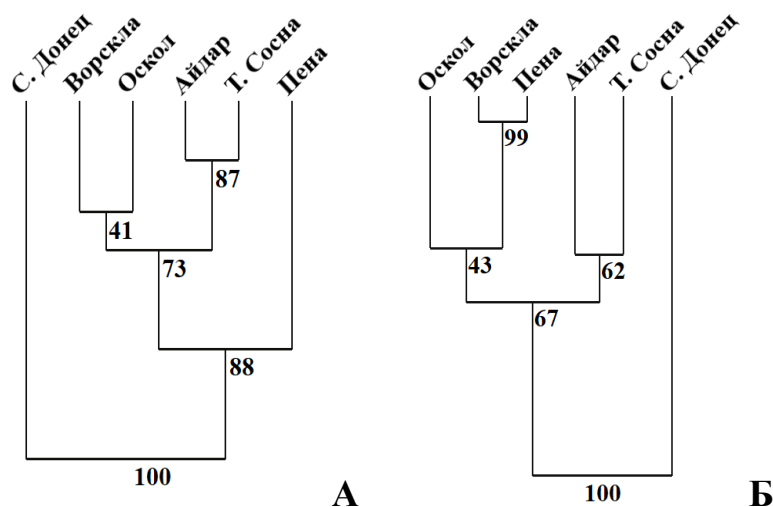 С. Донец
Ворскла
Оскол
Айдар
Т. Сосна
Пена
87
41
73
88
100
А
Оскол
Ворскла
Пена
Айдар
Т. Сосна
С. Донец
99
43
62
67
100
Б